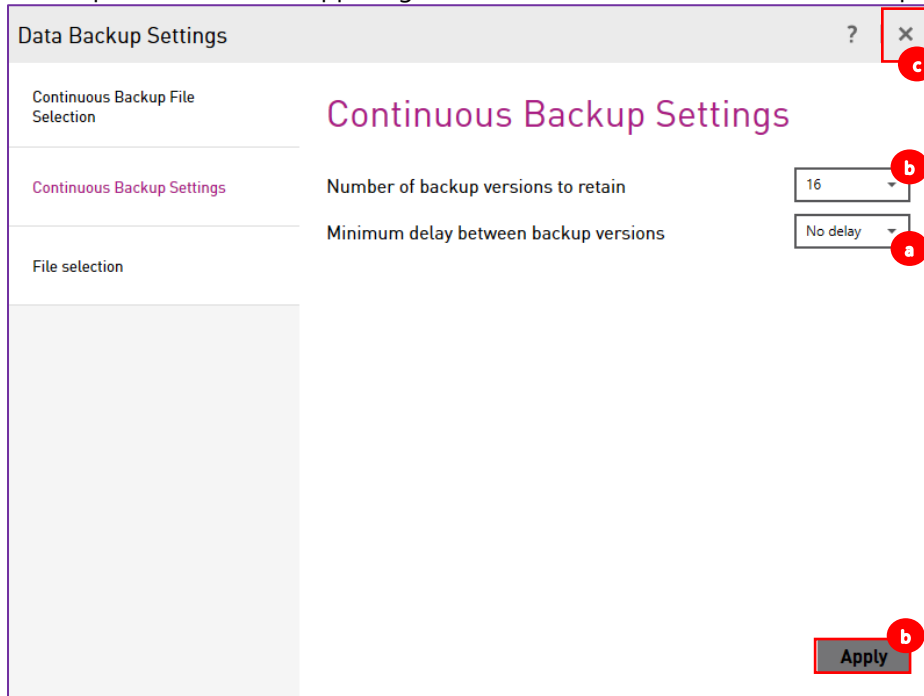 Data Backup Settings ? ×
c
Continuous Backup File
Selection
Continuous Backup Settings
Continuous Backup Settings
Number of backup versions to retain 16
b
Minimum delay between backup versions No delay
a
File selection
b
Apply